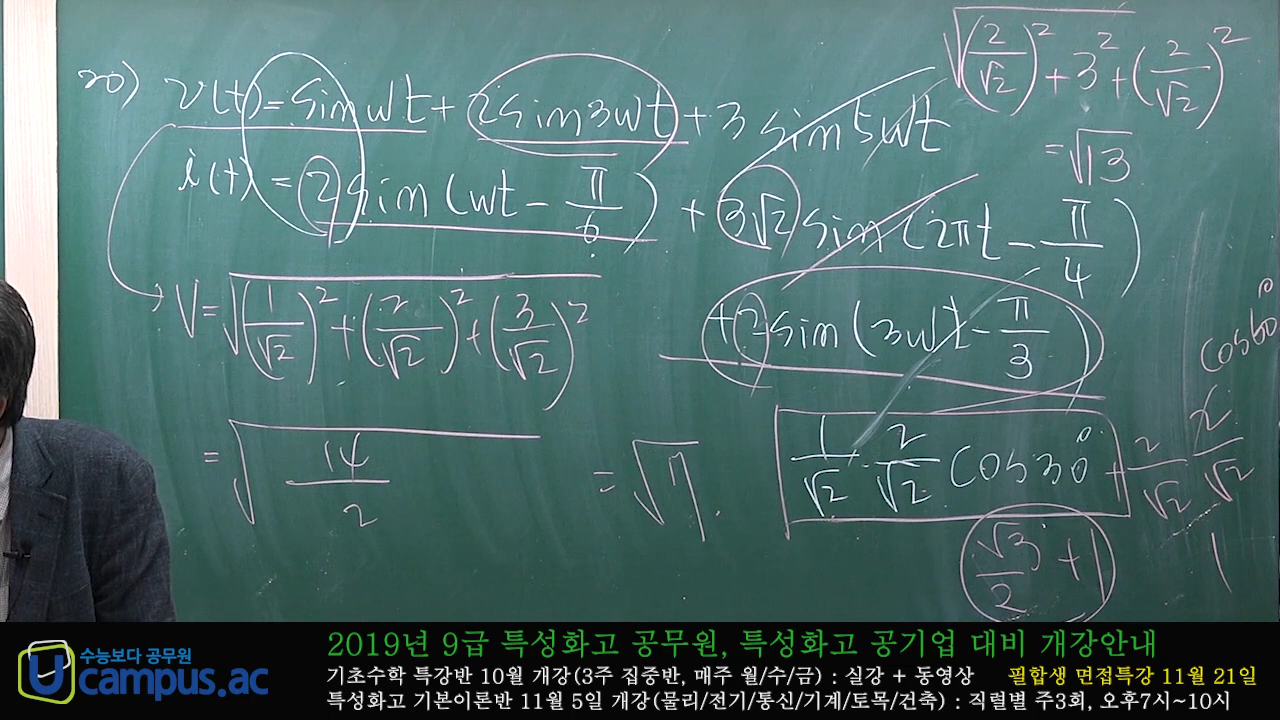 20) v(t) = sin wt + 2sin3wt + 3 sin5wt
i(t) = 2sin(wt - π/6) + 3√2 sin(2πt - π/4)
+2sin(3wt - π/3)
√((2/√2)² + 3² + (2/√2)²)
= √13
V = √((1/√2)² + (2/√2)² + (3/√2)²)
= √(14/2) = √7
1/√2 · 2/√2 cos30° + 2/√2 · 2/√2 cos60°
1
√3/2 + 1
수능보다 공무원
Ucampus.ac
2019년 9급 특성화고 공무원, 특성화고 공기업 대비 개강안내
기초수학 특강반 10월 개강(3주 집중반, 매주 월/수/금) : 실강 + 동영상 필합생 면접특강 11월 21일
특성화고 기본이론반 11월 5일 개강(물리/전기/통신/기계/토목/건축) : 직렬별 주3회, 오후7시~10시